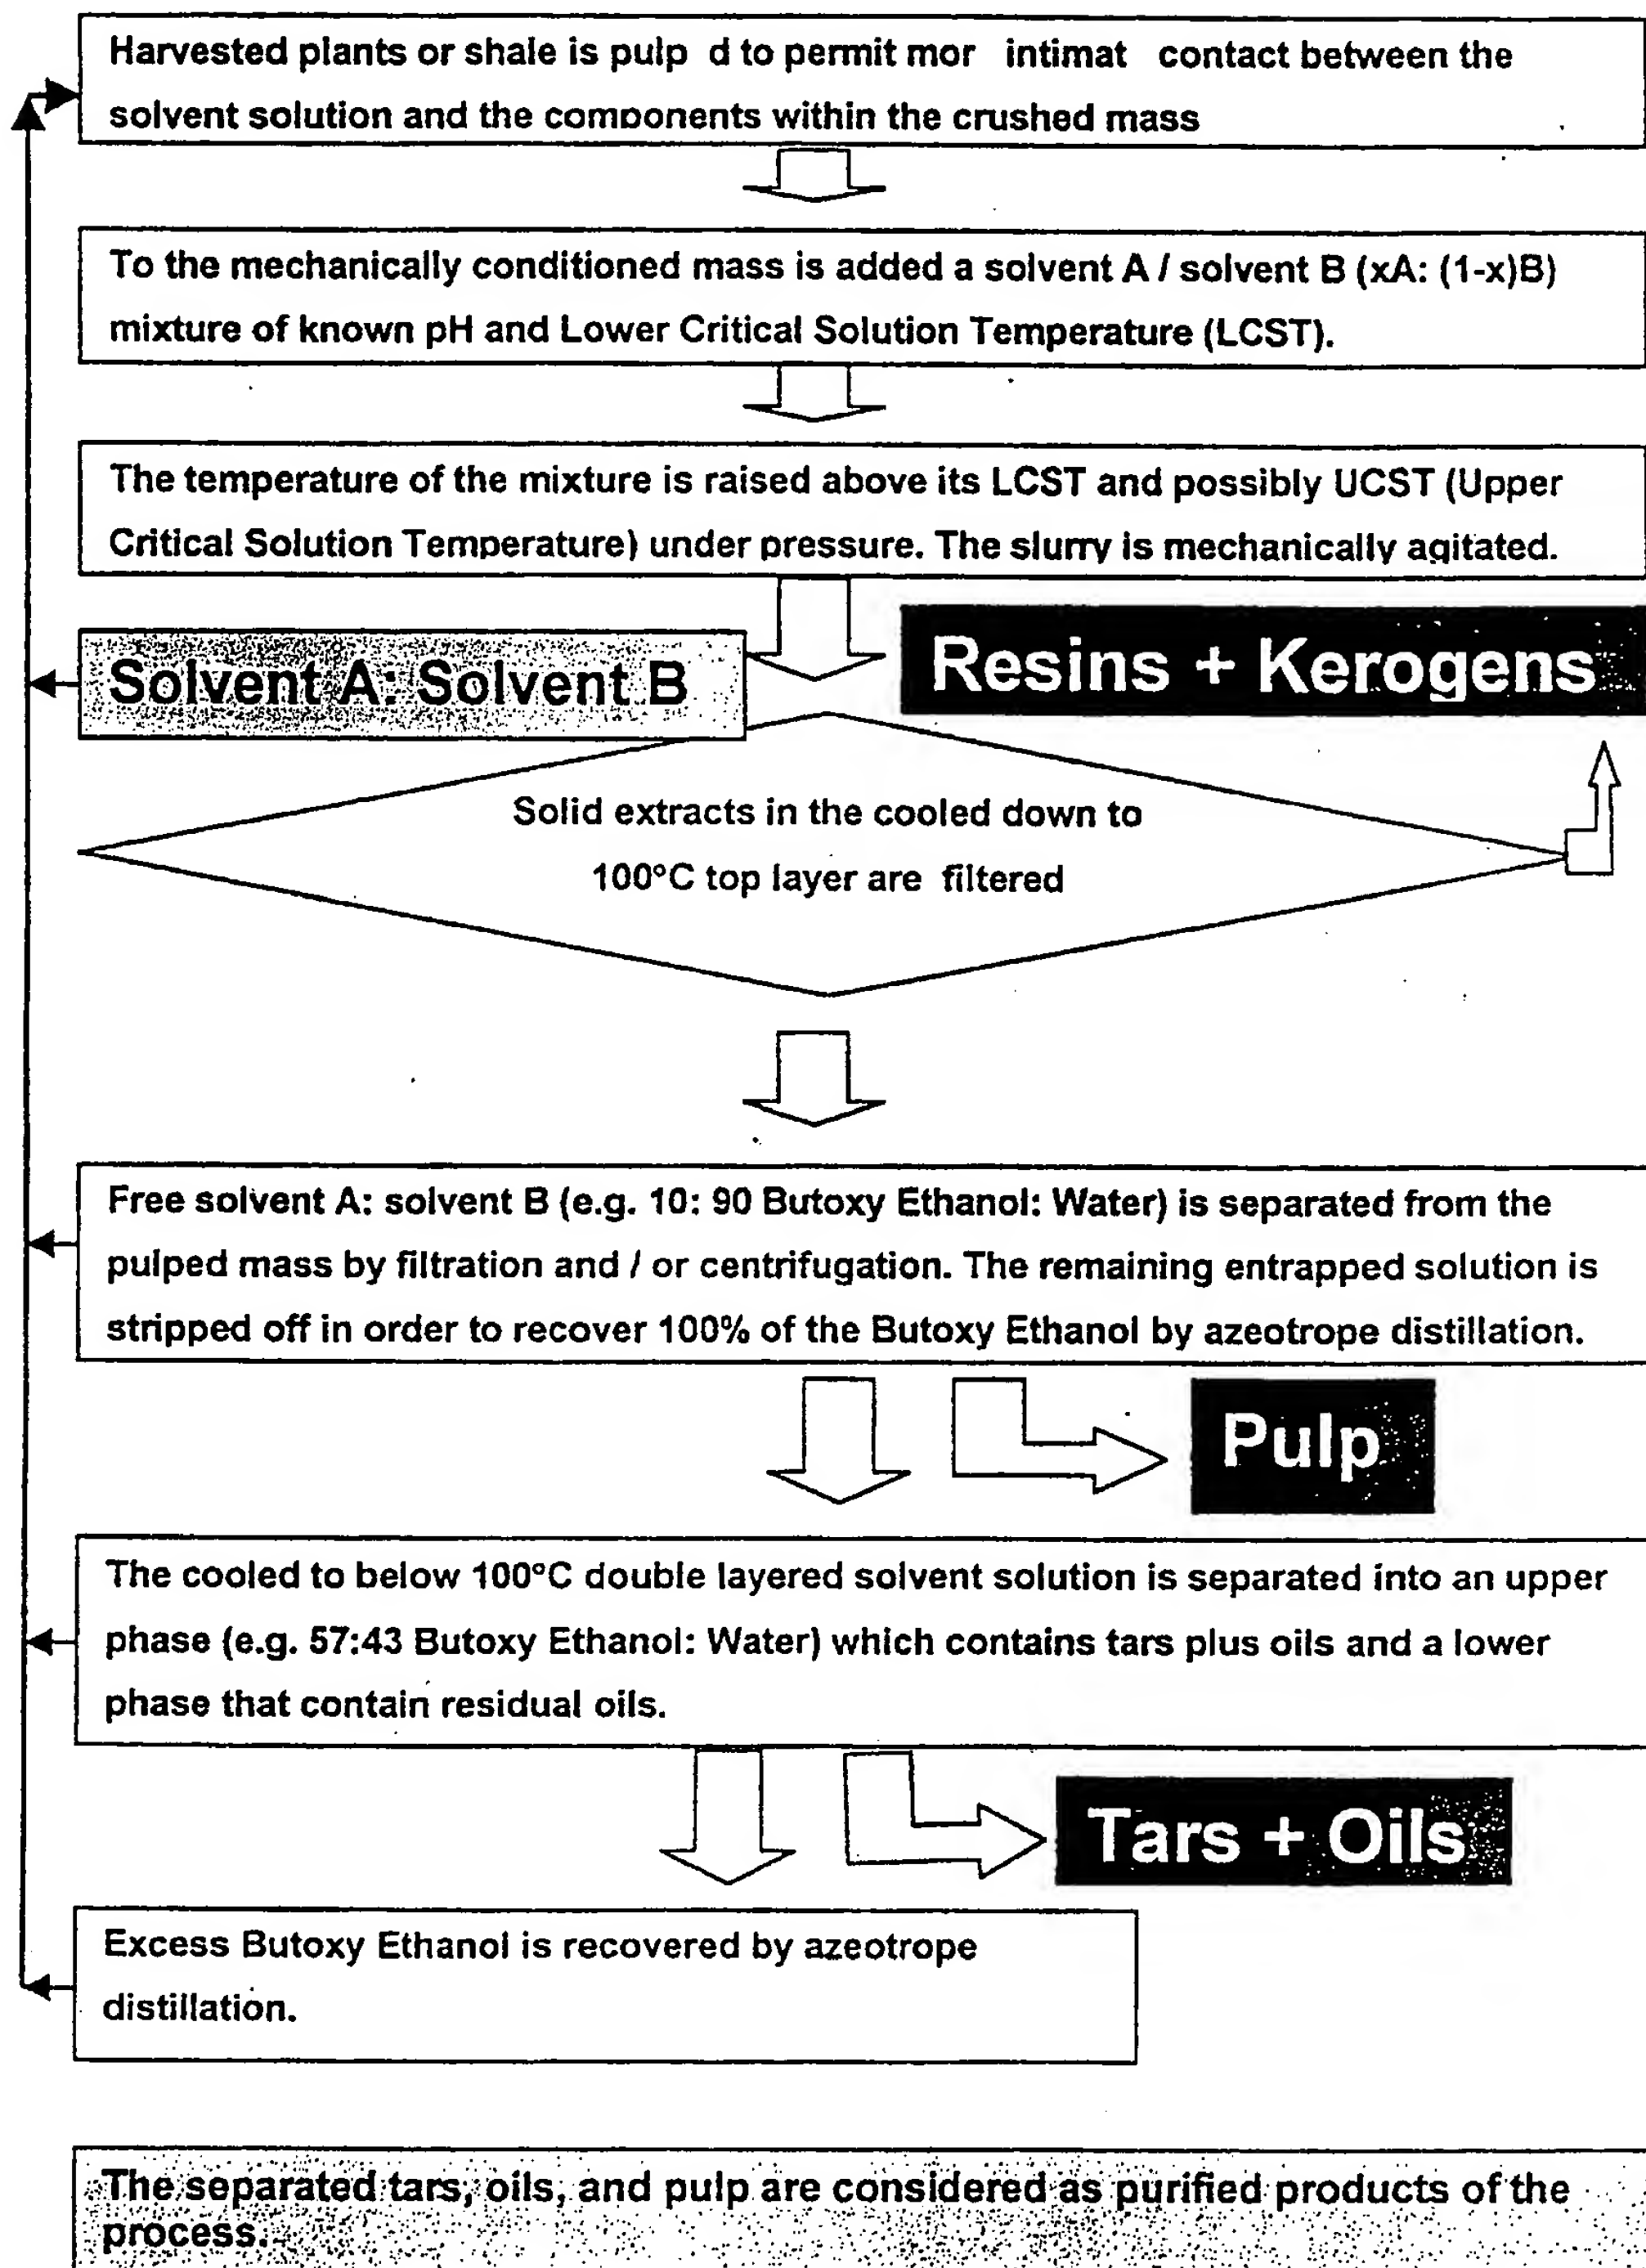 Harvested plants or shale is pulp d to permit mor intimat contact between the
solvent solution and the components within the crushed mass
To the mechanically conditioned mass is added a solvent A / solvent B (xA: (1-x)B)
mixture of known pH and Lower Critical Solution Temperature (LCST).
The temperature of the mixture is raised above its LCST and possibly UCST (Upper
Critical Solution Temperature) under pressure. The slurry is mechanically agitated.
Solvent A: Solvent B
Resins + Kerogens
Solid extracts in the cooled down to
100°C top layer are filtered
Free solvent A: solvent B (e.g. 10: 90 Butoxy Ethanol: Water) is separated from the
pulped mass by filtration and / or centrifugation. The remaining entrapped solution is
stripped off in order to recover 100% of the Butoxy Ethanol by azeotrope distillation.
Pulp
The cooled to below 100°C double layered solvent solution is separated into an upper
phase (e.g. 57:43 Butoxy Ethanol: Water) which contains tars plus oils and a lower
phase that contain residual oils.
Tars + Oils
Excess Butoxy Ethanol is recovered by azeotrope
distillation.
The separated tars, oils, and pulp are considered as purified products of the
process.